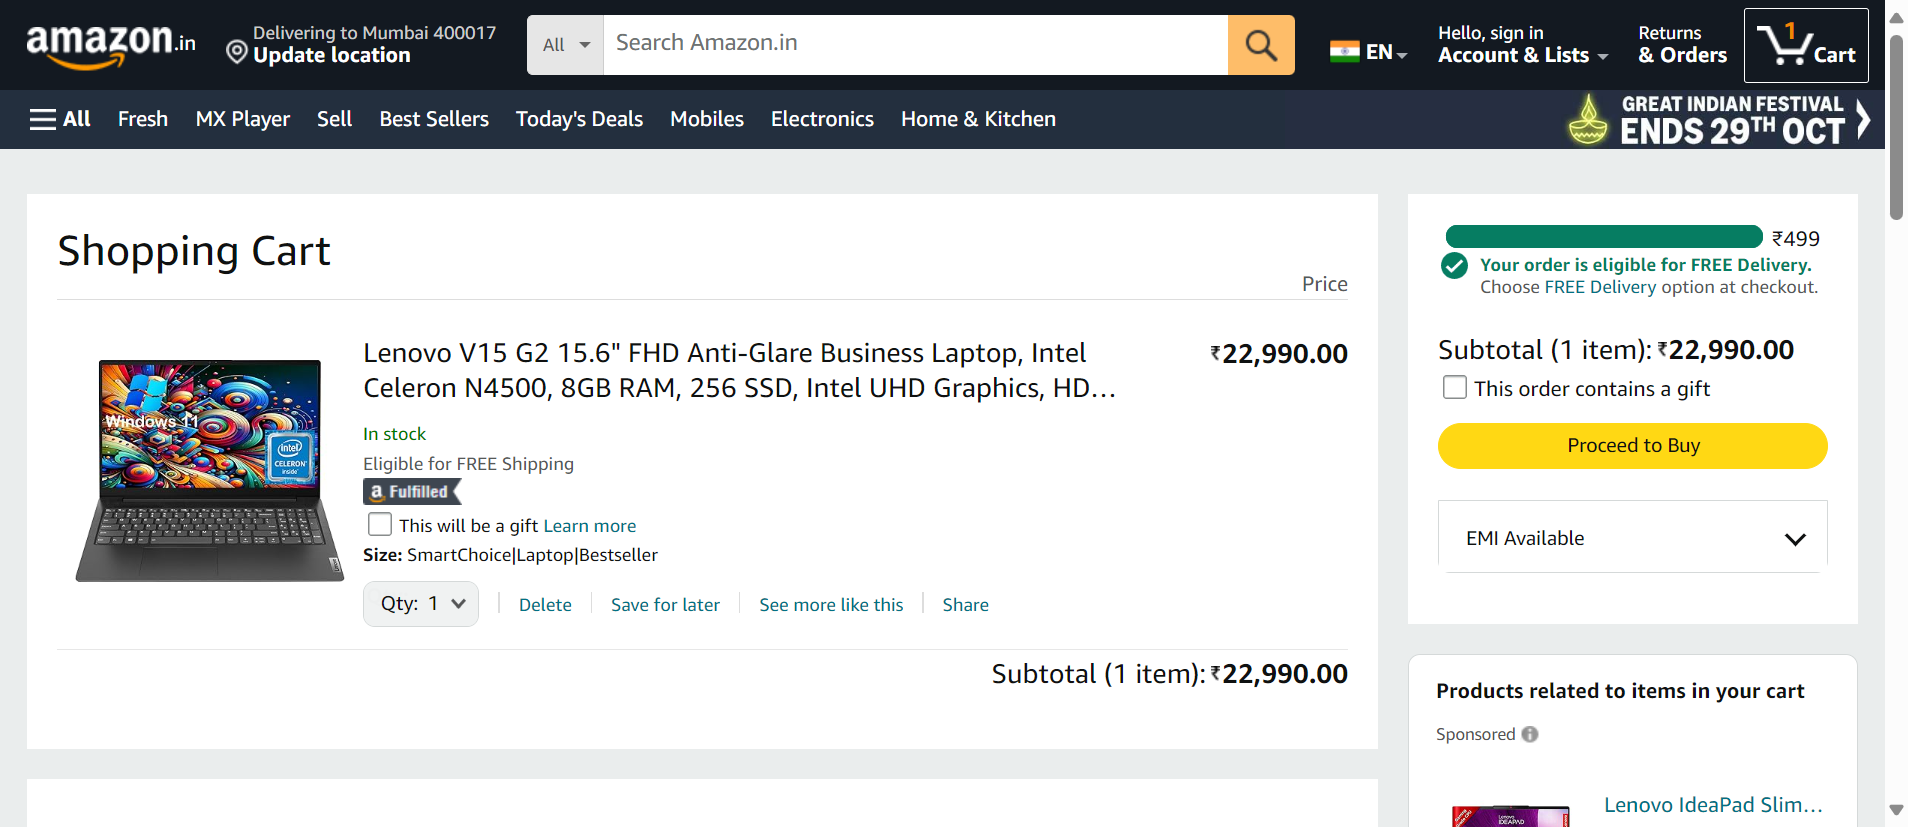 amazon.in
Delivering to Mumbai 400017
Update location
All
Search Amazon.in
EN
Hello, sign in
Account & Lists
Returns
& Orders
1
Cart
All
Fresh
MX Player
Sell
Best Sellers
Today's Deals
Mobiles
Electronics
Home & Kitchen
GREAT INDIAN FESTIVAL
ENDS 29TH OCT
Shopping Cart
Price
Windows 11
intel
CELERON
inside
Lenovo V15 G2 15.6" FHD Anti-Glare Business Laptop, Intel
Celeron N4500, 8GB RAM, 256 SSD, Intel UHD Graphics, HD…
₹22,990.00
In stock
Eligible for FREE Shipping
a Fulfilled
This will be a gift Learn more
Size: SmartChoice|Laptop|Bestseller
Qty: 1
Delete
Save for later
See more like this
Share
Subtotal (1 item): ₹22,990.00
₹499
Your order is eligible for FREE Delivery.
Choose FREE Delivery option at checkout.
Subtotal (1 item): ₹22,990.00
This order contains a gift
Proceed to Buy
EMI Available
Products related to items in your cart
Sponsored
Lenovo IdeaPad Slim…
Lenovo
IDEAPAD